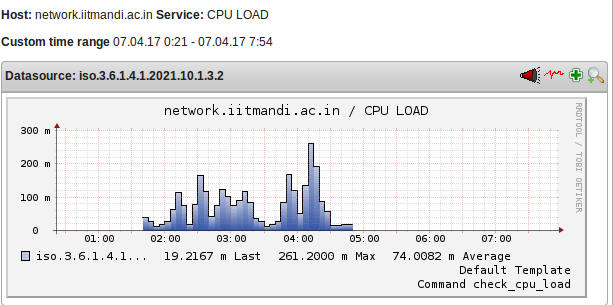 Host: network.iitmandi.ac.in Service: CPU LOAD
Custom time range 07.04.17 0:21 - 07.04.17 7:54
Datasource: iso.3.6.1.4.1.2021.10.1.3.2
network.iitmandi.ac.in / CPU LOAD
RRDTOOL / TOBI OETIKER
300 m
200 m
100 m
0
01:00 02:00 03:00 04:00 05:00 06:00 07:00
iso.3.6.1.4.1... 19.2167 m Last 261.2000 m Max 74.0082 m Average
Default Template
Command check_cpu_load